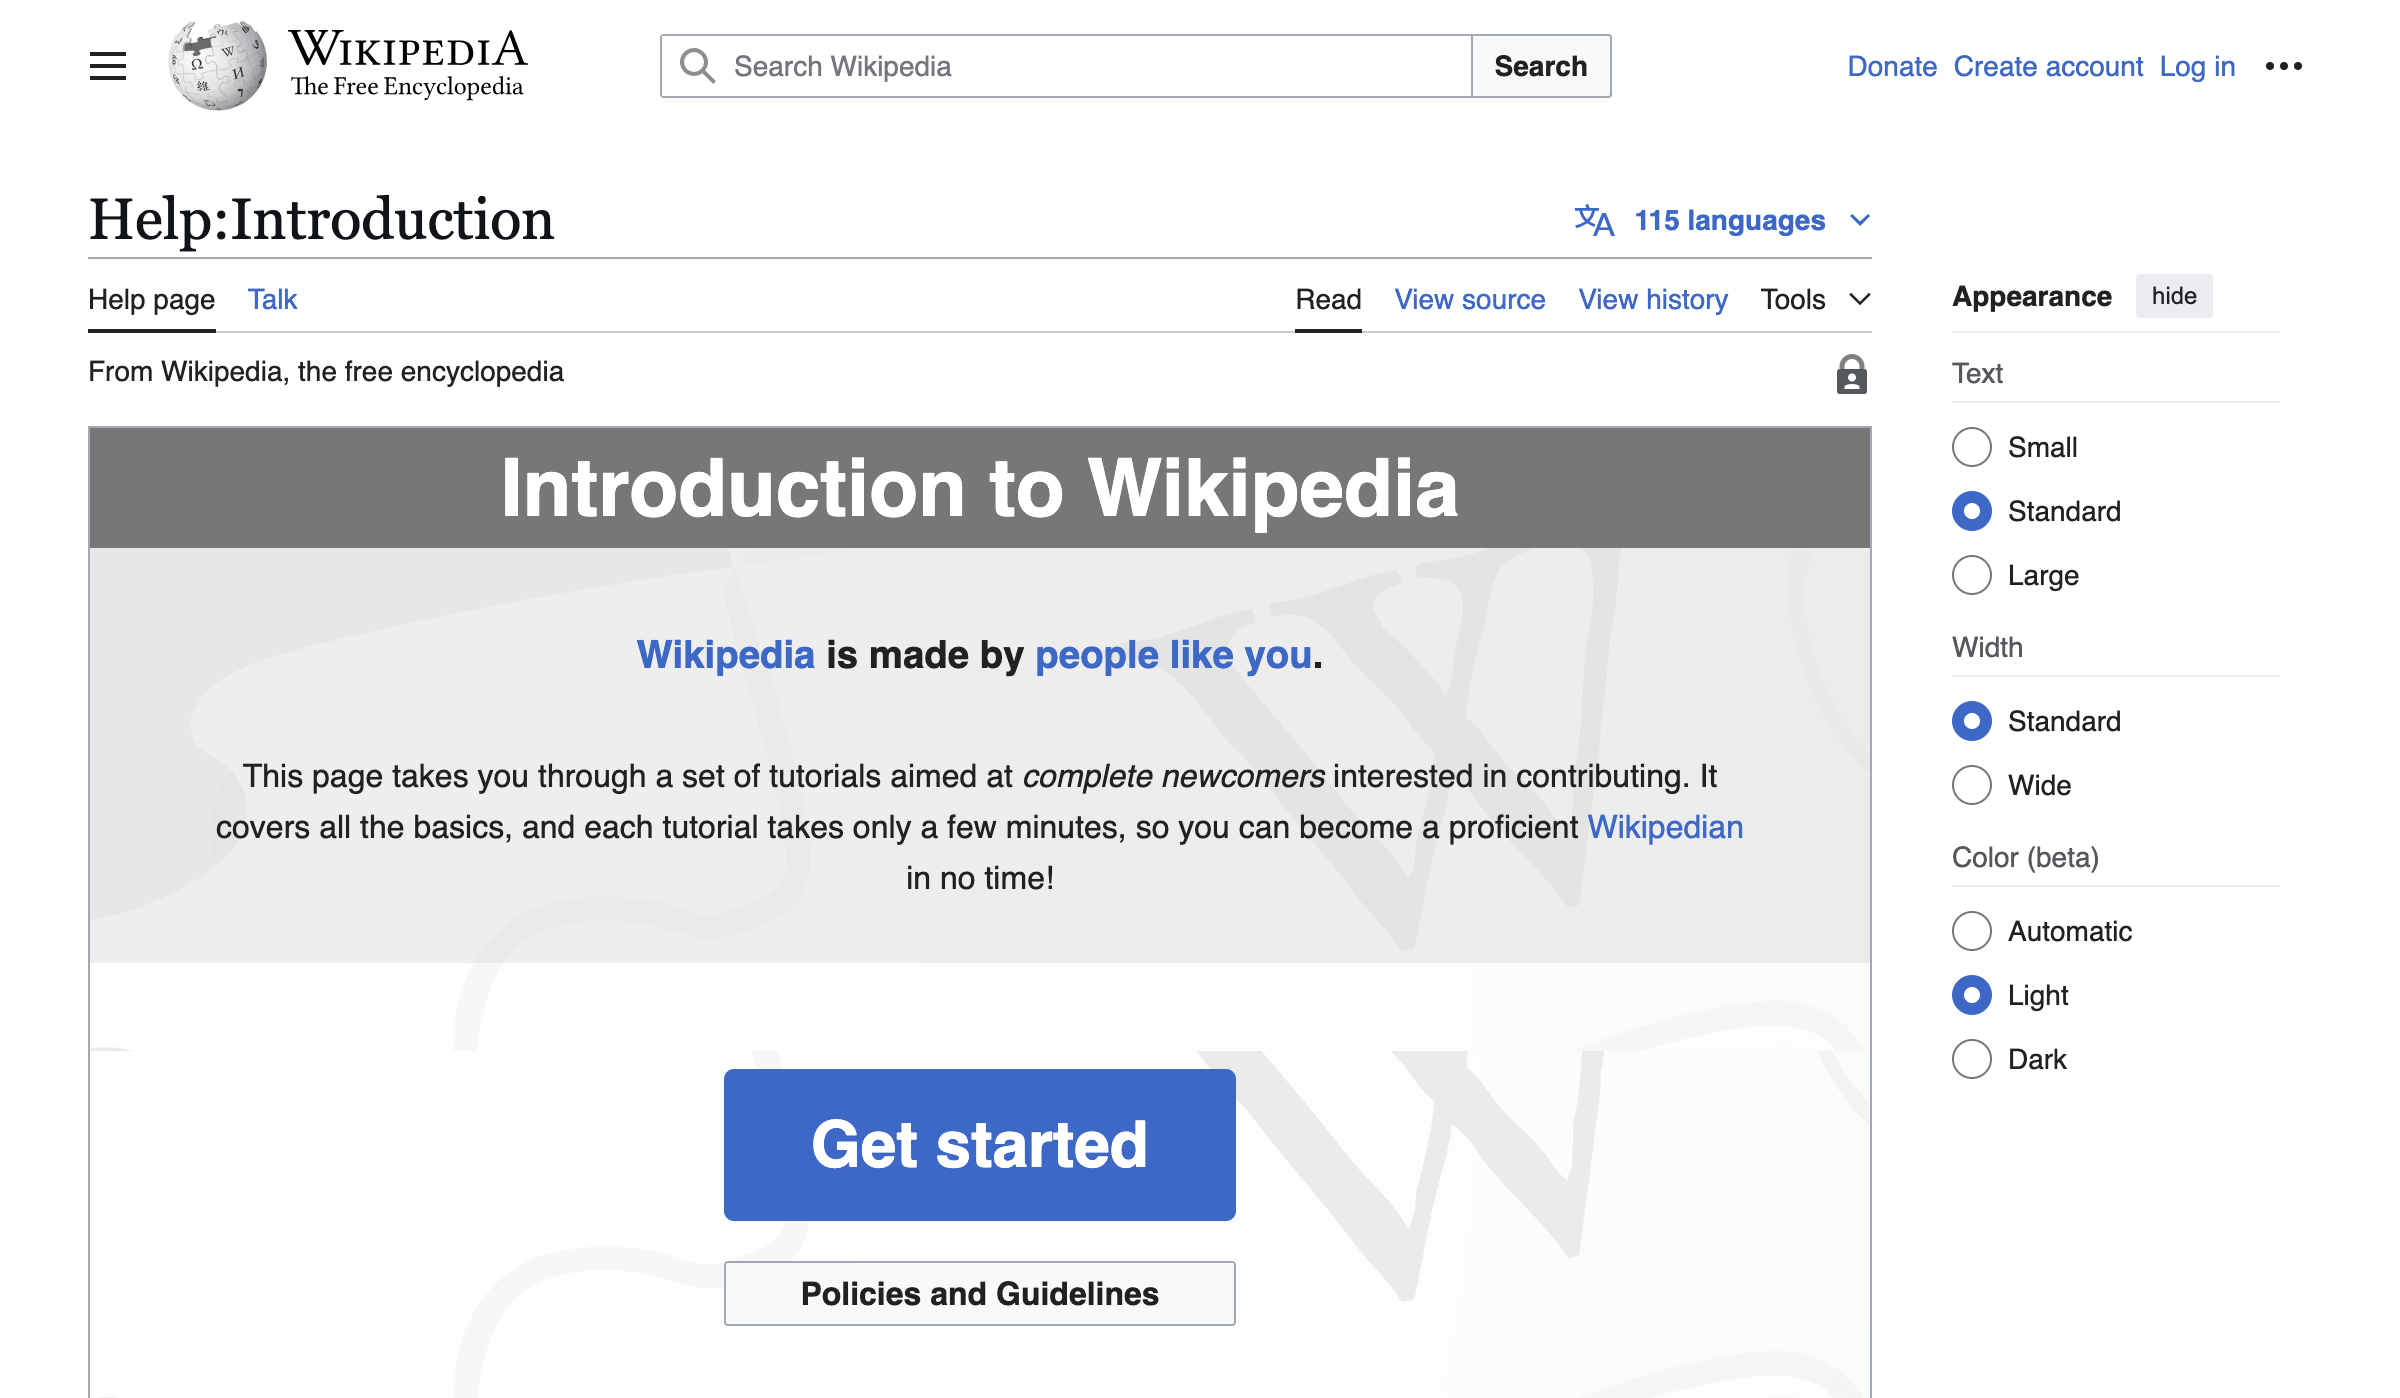 WIKIPEDIA
The Free Encyclopedia
Search Wikipedia
Search
Donate Create account Log in
Help:Introduction
115 languages
Help page Talk
Read View source View history Tools
From Wikipedia, the free encyclopedia
Introduction to Wikipedia
Wikipedia is made by people like you.
This page takes you through a set of tutorials aimed at complete newcomers interested in contributing. It
covers all the basics, and each tutorial takes only a few minutes, so you can become a proficient Wikipedian
in no time!
Get started
Policies and Guidelines
Appearance hide
Text
Small
Standard
Large
Width
Standard
Wide
Color (beta)
Automatic
Light
Dark